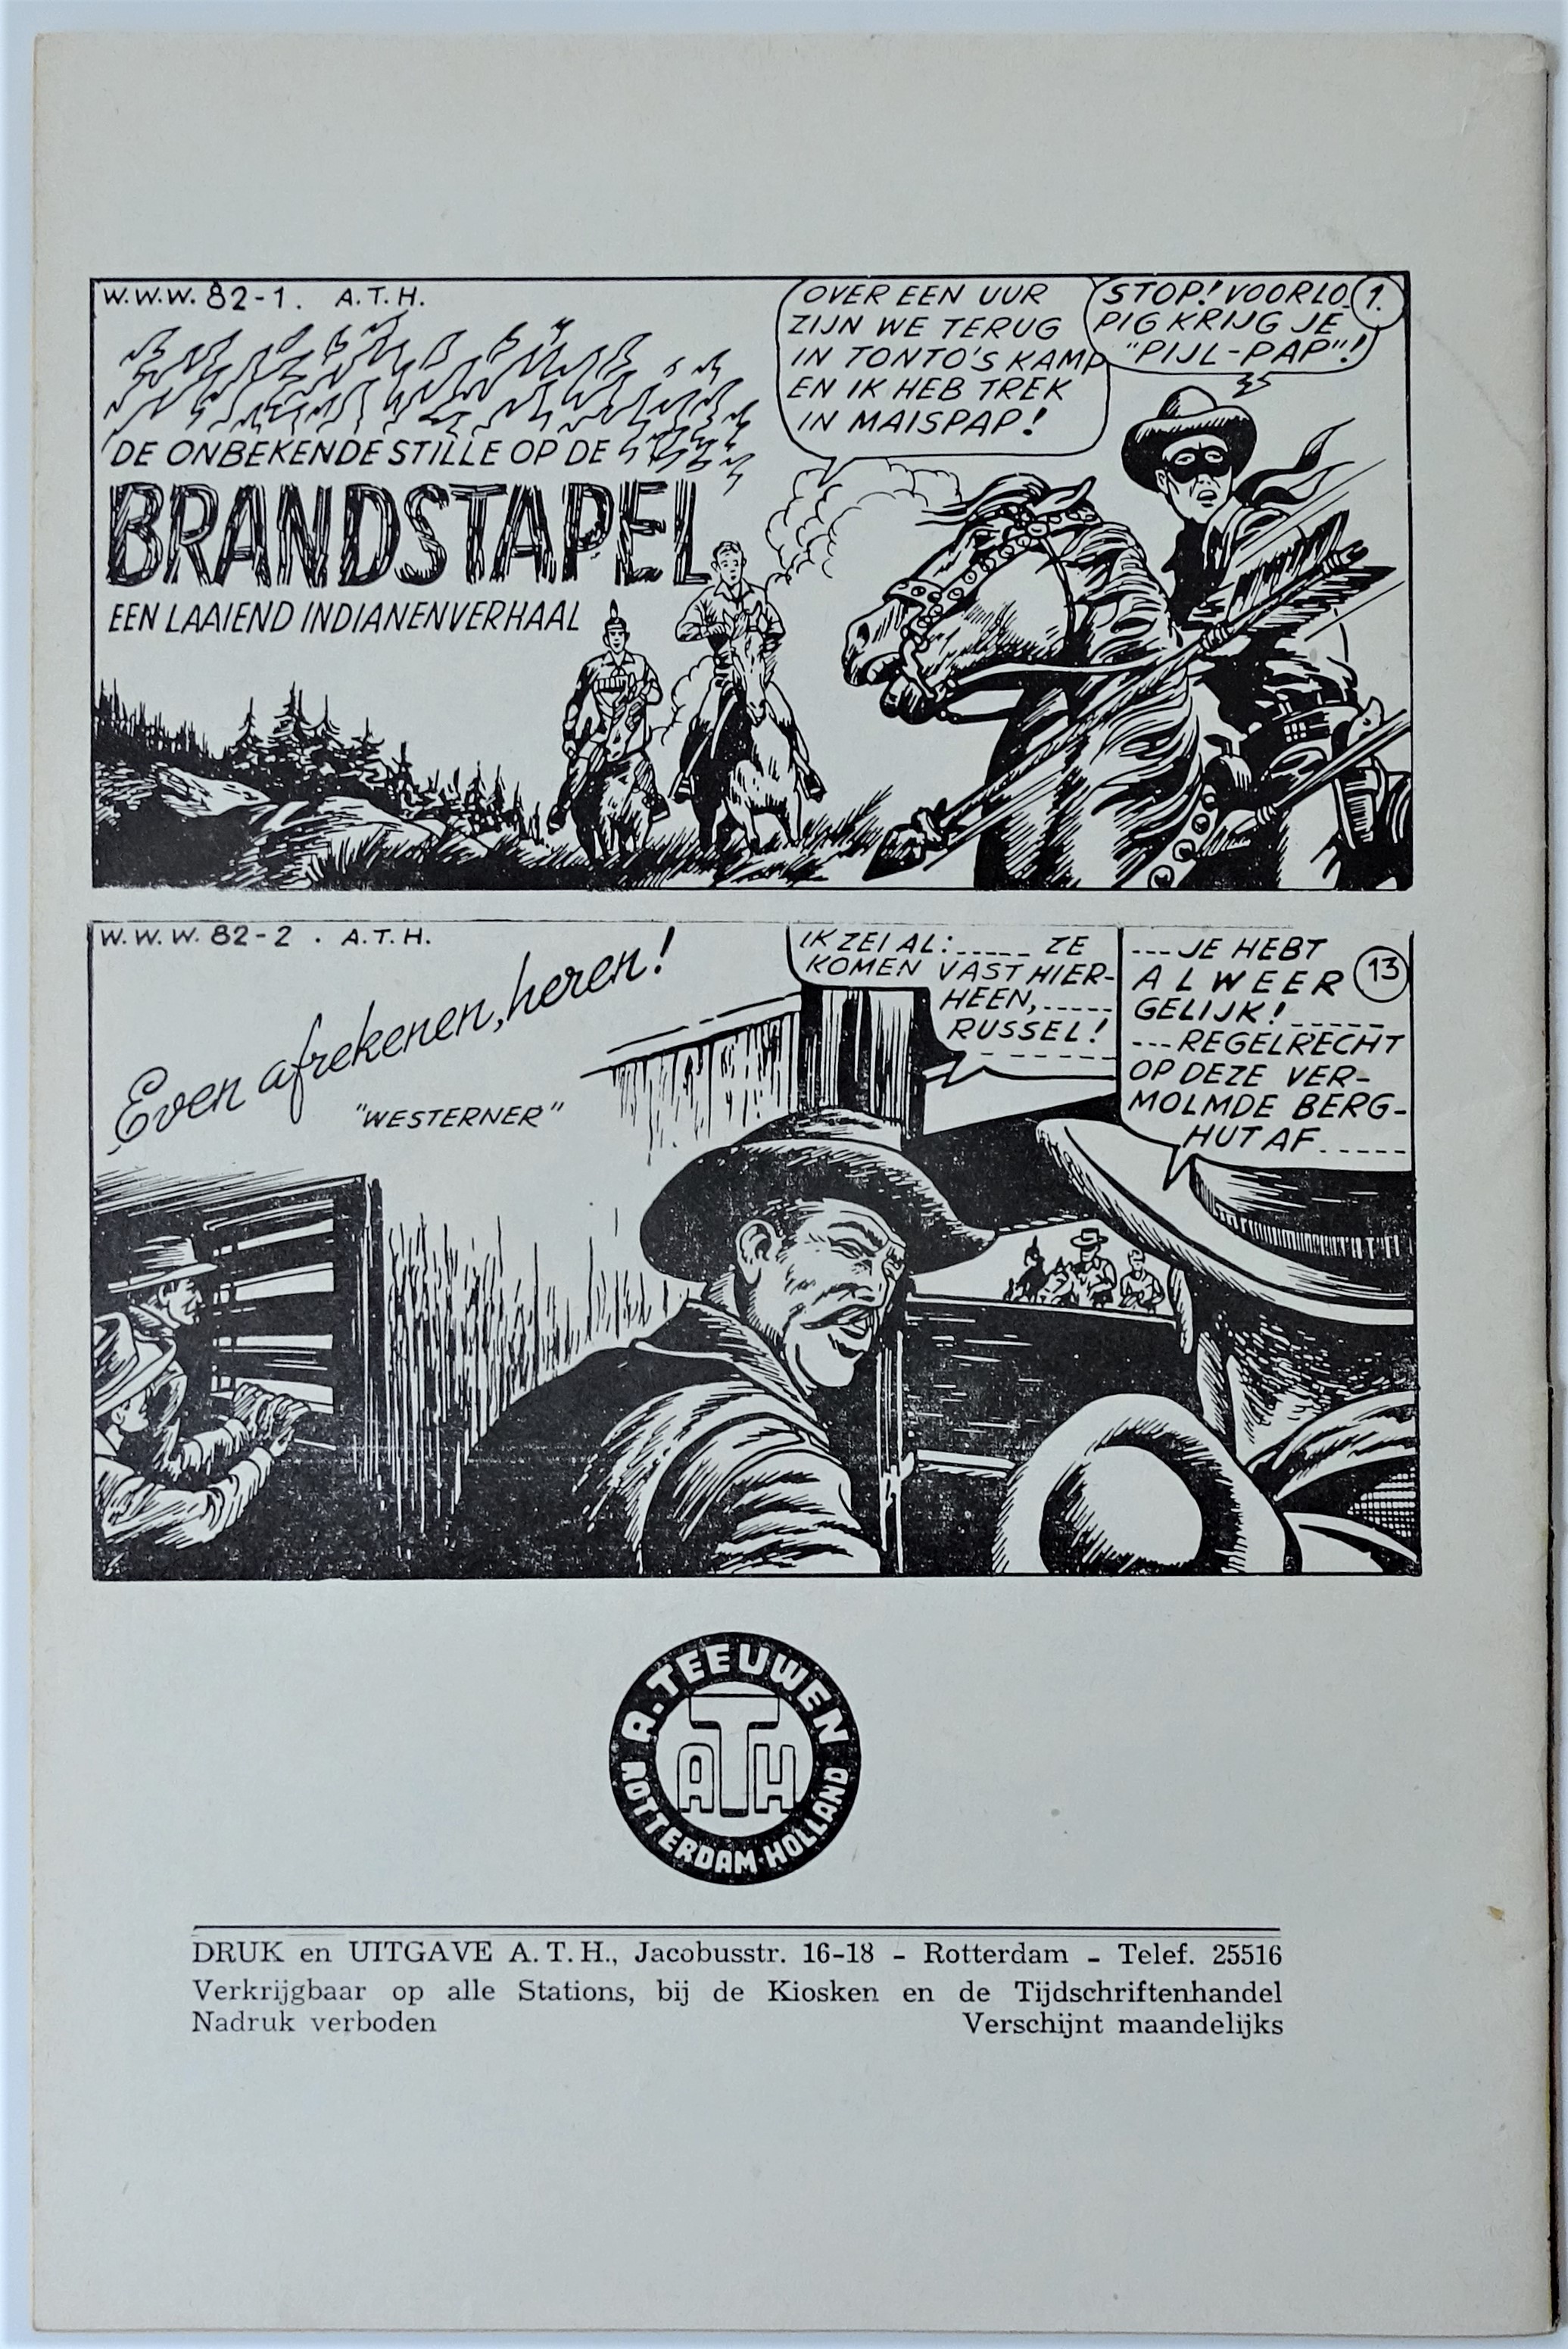 W.W.W. 82-1. A.T.H.
DE ONBEKENDE STILLE OP DE
BRANDSTAPEL
EEN LAAIEND INDIANENVERHAAL
OVER EEN UUR
ZIJN WE TERUG
IN TONTO'S KAMP
EN IK HEB TREK
IN MAISPAP!
STOP! VOORLO-
PIG KRIJG JE
"PIJL-PAP"!
1.
W.W.W. 82-2. A.T.H.
Even afrekenen, heren!
"WESTERNER"
IK ZEI AL:..... ZE
KOMEN VAST HIER-
HEEN,.....
RUSSEL!
...JE HEBT
ALWEER
GELIJK!
...REGELRECHT
OP DEZE VER-
MOLMDE BERG-
HUT AF.....
13
A. TEEUWEN
ATH
ROTTERDAM-HOLLAND
DRUK en UITGAVE A.T.H., Jacobusstr. 16-18 - Rotterdam - Telef. 25516
Verkrijgbaar op alle Stations, bij de Kiosken en de Tijdschriftenhandel
Nadruk verboden Verschijnt maandelijks